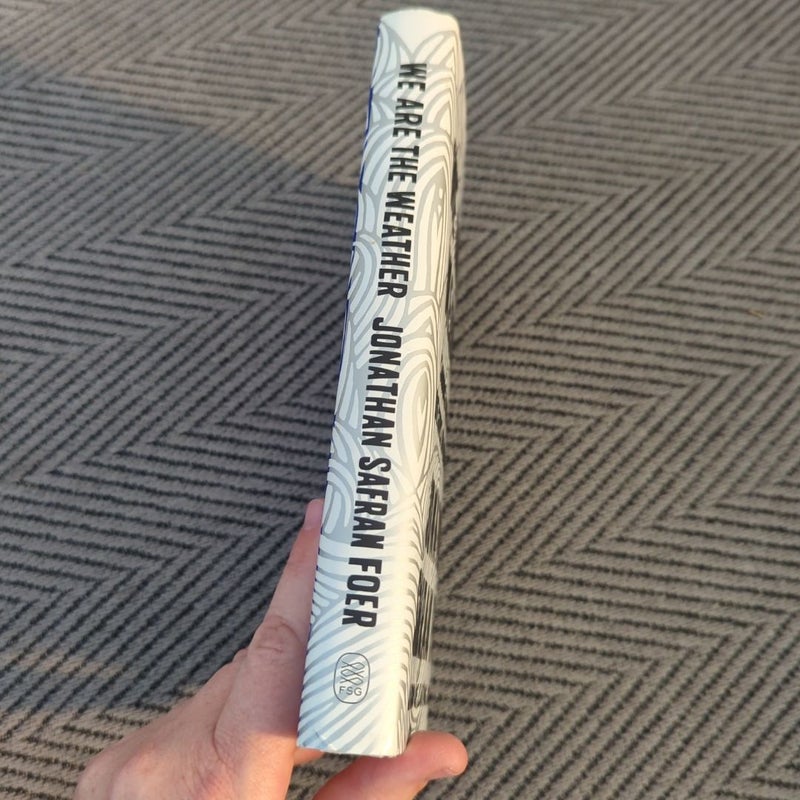 WE ARE THE WEATHER
JONATHAN SAFRAN FOER
FSG